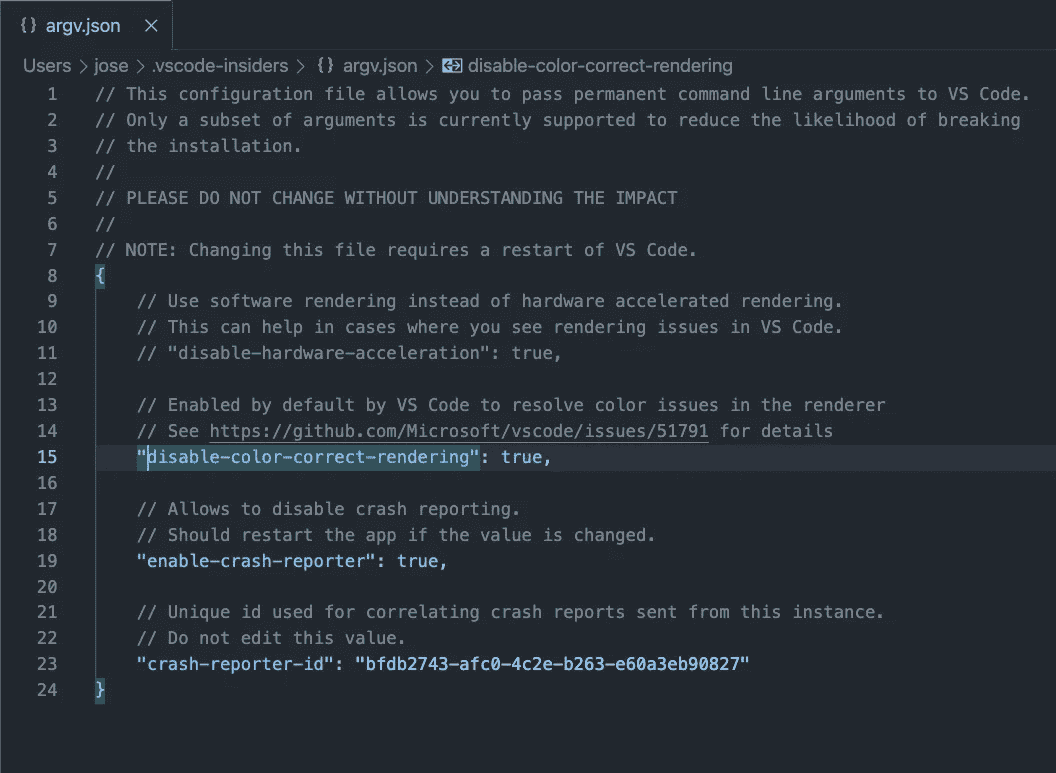 {} argv.json ×
Users > jose > .vscode-insiders > {} argv.json > disable-color-correct-rendering
1 // This configuration file allows you to pass permanent command line arguments to VS Code.
2 // Only a subset of arguments is currently supported to reduce the likelihood of breaking
3 // the installation.
4 //
5 // PLEASE DO NOT CHANGE WITHOUT UNDERSTANDING THE IMPACT
6 //
7 // NOTE: Changing this file requires a restart of VS Code.
8 {
9     // Use software rendering instead of hardware accelerated rendering.
10     // This can help in cases where you see rendering issues in VS Code.
11     // "disable-hardware-acceleration": true,
12
13     // Enabled by default by VS Code to resolve color issues in the renderer
14     // See https://github.com/Microsoft/vscode/issues/51791 for details
15     "disable-color-correct-rendering": true,
16
17     // Allows to disable crash reporting.
18     // Should restart the app if the value is changed.
19     "enable-crash-reporter": true,
20
21     // Unique id used for correlating crash reports sent from this instance.
22     // Do not edit this value.
23     "crash-reporter-id": "bfdb2743-afc0-4c2e-b263-e60a3eb90827"
24 }